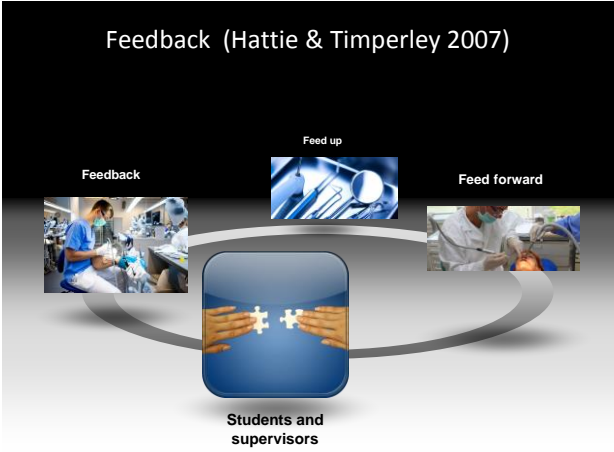 Feedback (Hattie & Timperley 2007)
Feed up
Feedback
Feed forward
Students and
supervisors